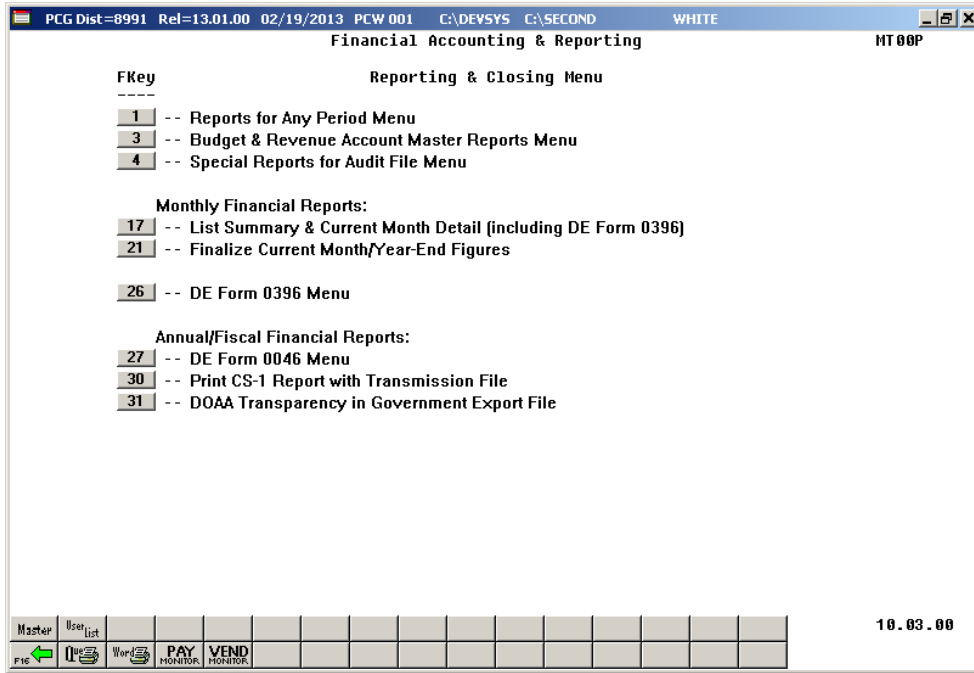 PCG Dist=8991 Rel=13.01.00 02/19/2013 PCW 001 C:\DEVSYS C:\SECOND WHITE
Financial Accounting & Reporting MT00P
FKey Reporting & Closing Menu
----
1 -- Reports for Any Period Menu
3 -- Budget & Revenue Account Master Reports Menu
4 -- Special Reports for Audit File Menu
Monthly Financial Reports:
17 -- List Summary & Current Month Detail (including DE Form 0396)
21 -- Finalize Current Month/Year-End Figures
26 -- DE Form 0396 Menu
Annual/Fiscal Financial Reports:
27 -- DE Form 0046 Menu
30 -- Print CS-1 Report with Transmission File
31 -- DOAA Transparency in Government Export File
Master User List 10.03.00
F16 Que Word PAY MONITOR VEND MONITOR